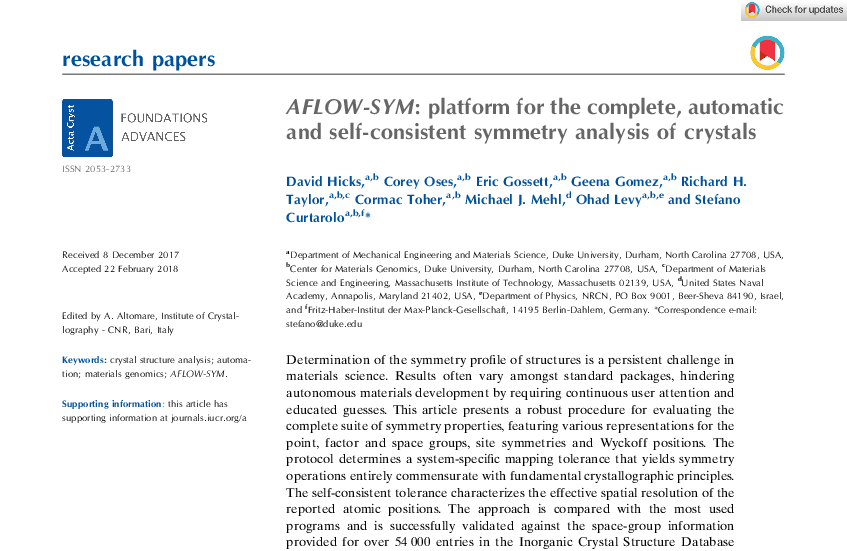 Check for updates
research papers
Acta Cryst
A
FOUNDATIONS
ADVANCES
ISSN 2053-2733
AFLOW-SYM: platform for the complete, automatic
and self-consistent symmetry analysis of crystals
David Hicks,a,b Corey Oses,a,b Eric Gossett,a,b Geena Gomez,a,b Richard H.
Taylor,a,b,c Cormac Toher,a,b Michael J. Mehl,d Ohad Levya,b,e and Stefano
Curtaroloa,b,f*
Received 8 December 2017
Accepted 22 February 2018
Edited by A. Altomare, Institute of Crystal-
lography - CNR, Bari, Italy
Keywords: crystal structure analysis; automa-
tion; materials genomics; AFLOW-SYM.
Supporting information: this article has
supporting information at journals.iucr.org/a
aDepartment of Mechanical Engineering and Materials Science, Duke University, Durham, North Carolina 27708, USA,
bCenter for Materials Genomics, Duke University, Durham, North Carolina 27708, USA, cDepartment of Materials
Science and Engineering, Massachusetts Institute of Technology, Massachusetts 02139, USA, dUnited States Naval
Academy, Annapolis, Maryland 21402, USA, eDepartment of Physics, NRCN, PO Box 9001, Beer-Sheva 84190, Israel,
and fFritz-Haber-Institut der Max-Planck-Gesellschaft, 14195 Berlin-Dahlem, Germany. *Correspondence e-mail:
stefano@duke.edu
Determination of the symmetry profile of structures is a persistent challenge in
materials science. Results often vary amongst standard packages, hindering
autonomous materials development by requiring continuous user attention and
educated guesses. This article presents a robust procedure for evaluating the
complete suite of symmetry properties, featuring various representations for the
point, factor and space groups, site symmetries and Wyckoff positions. The
protocol determines a system-specific mapping tolerance that yields symmetry
operations entirely commensurate with fundamental crystallographic principles.
The self-consistent tolerance characterizes the effective spatial resolution of the
reported atomic positions. The approach is compared with the most used
programs and is successfully validated against the space-group information
provided for over 54 000 entries in the Inorganic Crystal Structure Database